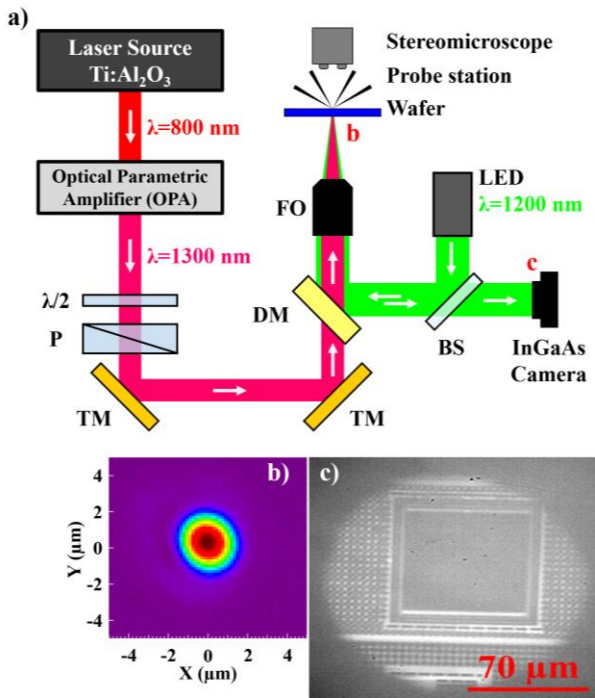 a)
Laser Source
Ti:Al₂O₃
λ=800 nm
Optical Parametric
Amplifier (OPA)
λ=1300 nm
λ/2
P
TM
TM
DM
FO
b
Stereomicroscope
Probe station
Wafer
LED
λ=1200 nm
c
BS
InGaAs
Camera
b)
4
2
0
-2
-4
Y (µm)
-4 -2 0 2 4
X (µm)
c)
70 µm